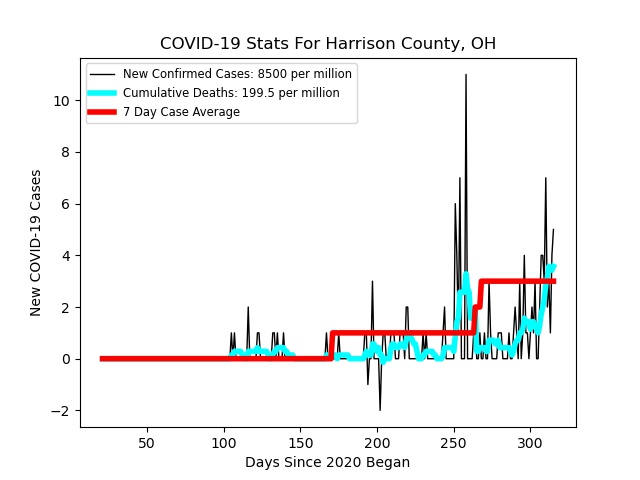 COVID-19 Stats For Harrison County, OH
New Confirmed Cases: 8500 per million
Cumulative Deaths: 199.5 per million
7 Day Case Average
New COVID-19 Cases
10
8
6
4
2
0
−2
50 100 150 200 250 300
Days Since 2020 Began